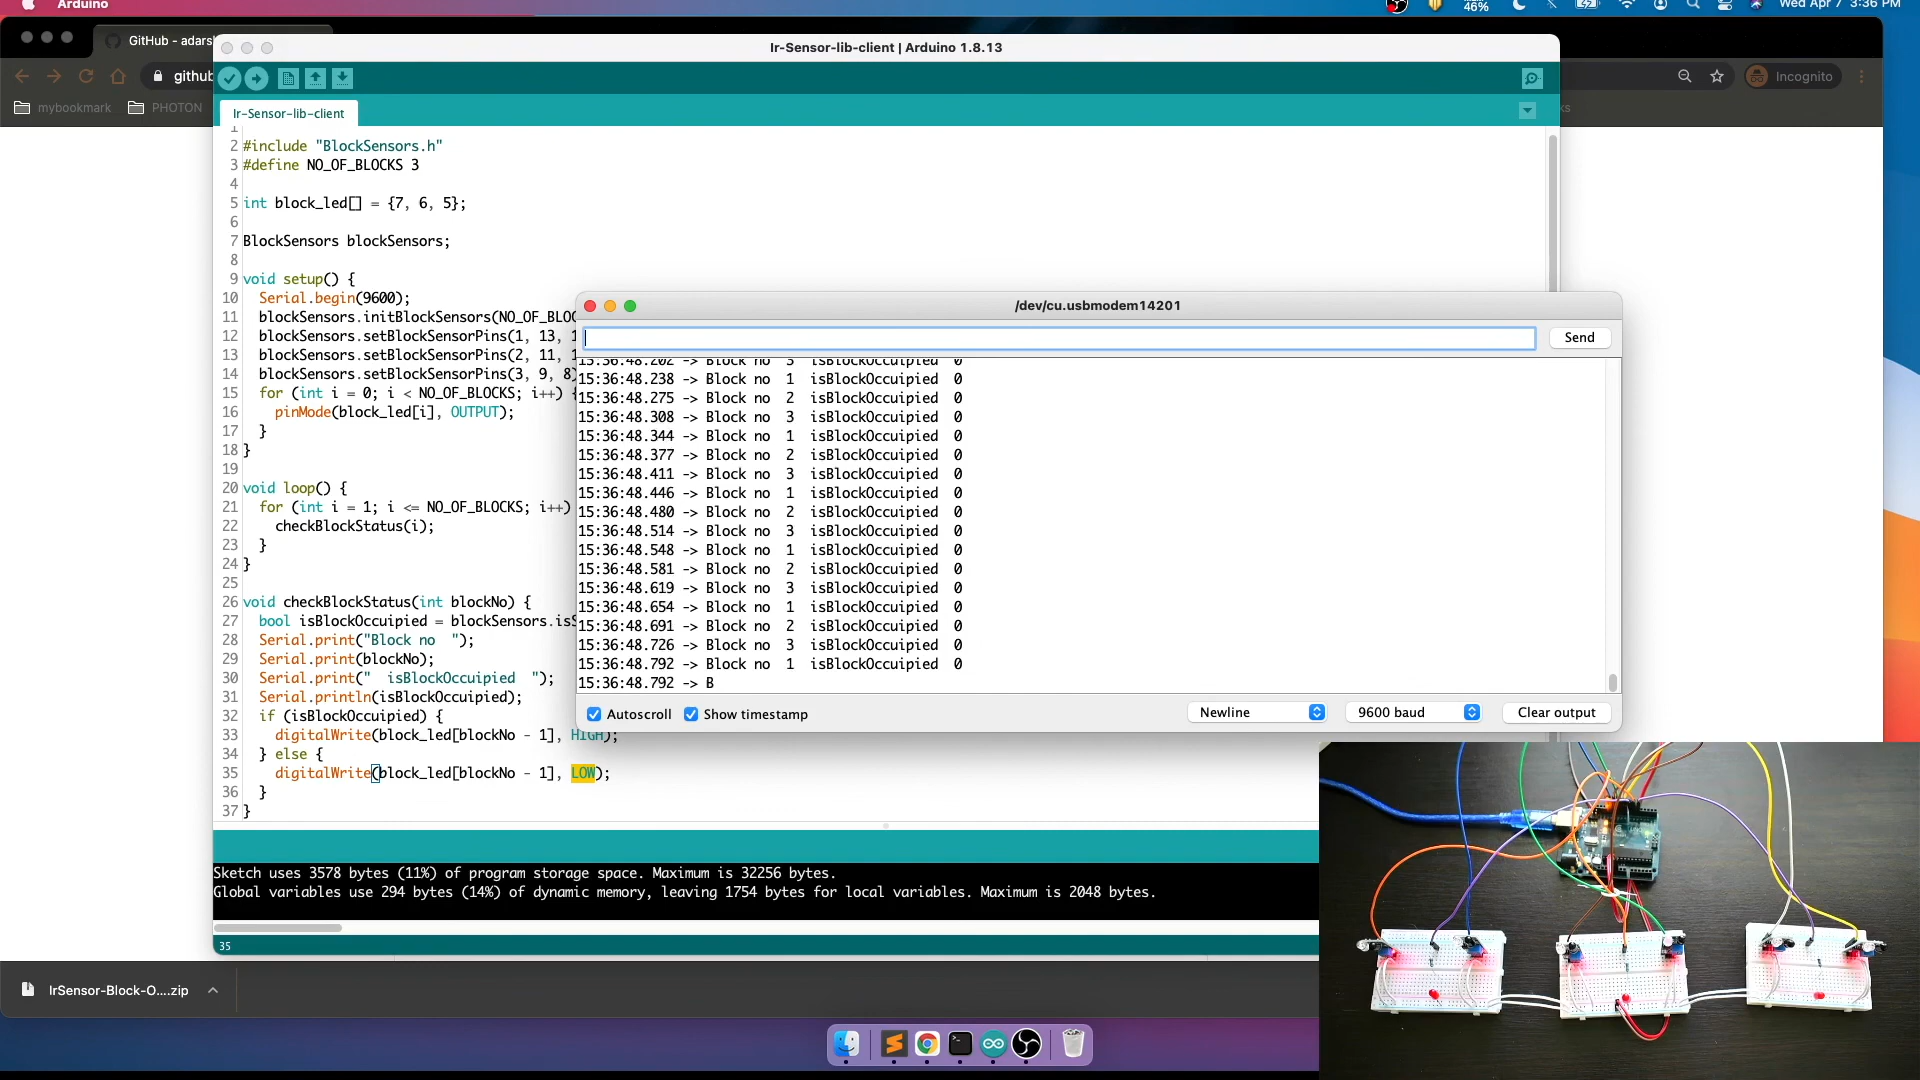 Arduino
46%
Wed Apr 7 3:36 PM
GitHub - adars
github
Incognito
mybookmark
PHOTON
Ir-Sensor-lib-client | Arduino 1.8.13
Ir-Sensor-lib-client
1
2 #include "BlockSensors.h"
3 #define NO_OF_BLOCKS 3
4
5 int block_led[] = {7, 6, 5};
6
7 BlockSensors blockSensors;
8
9 void setup() {
10 Serial.begin(9600);
11 blockSensors.initBlockSensors(NO_OF_BLOC
12 blockSensors.setBlockSensorPins(1, 13, 1
13 blockSensors.setBlockSensorPins(2, 11, 1
14 blockSensors.setBlockSensorPins(3, 9, 8)
15 for (int i = 0; i < NO_OF_BLOCKS; i++) {
16 pinMode(block_led[i], OUTPUT);
17 }
18 }
19
20 void loop() {
21 for (int i = 1; i <= NO_OF_BLOCKS; i++)
22 checkBlockStatus(i);
23 }
24 }
25
26 void checkBlockStatus(int blockNo) {
27 bool isBlockOccuipied = blockSensors.isS
28 Serial.print("Block no  ");
29 Serial.print(blockNo);
30 Serial.print("  isBlockOccuipied  ");
31 Serial.println(isBlockOccuipied);
32 if (isBlockOccuipied) {
33 digitalWrite(block_led[blockNo - 1], HIGH);
34 } else {
35 digitalWrite(block_led[blockNo - 1], LOW);
36 }
37 }
/dev/cu.usbmodem14201
Send
15:36:48.202 -> Block no  3  isBlockOccuipied  0
15:36:48.238 -> Block no  1  isBlockOccuipied  0
15:36:48.275 -> Block no  2  isBlockOccuipied  0
15:36:48.308 -> Block no  3  isBlockOccuipied  0
15:36:48.344 -> Block no  1  isBlockOccuipied  0
15:36:48.377 -> Block no  2  isBlockOccuipied  0
15:36:48.411 -> Block no  3  isBlockOccuipied  0
15:36:48.446 -> Block no  1  isBlockOccuipied  0
15:36:48.480 -> Block no  2  isBlockOccuipied  0
15:36:48.514 -> Block no  3  isBlockOccuipied  0
15:36:48.548 -> Block no  1  isBlockOccuipied  0
15:36:48.581 -> Block no  2  isBlockOccuipied  0
15:36:48.619 -> Block no  3  isBlockOccuipied  0
15:36:48.654 -> Block no  1  isBlockOccuipied  0
15:36:48.691 -> Block no  2  isBlockOccuipied  0
15:36:48.726 -> Block no  3  isBlockOccuipied  0
15:36:48.792 -> Block no  1  isBlockOccuipied  0
15:36:48.792 -> B
Autoscroll
Show timestamp
Newline
9600 baud
Clear output
Sketch uses 3578 bytes (11%) of program storage space. Maximum is 32256 bytes.
Global variables use 294 bytes (14%) of dynamic memory, leaving 1754 bytes for local variables. Maximum is 2048 bytes.
35
IrSensor-Block-O....zip